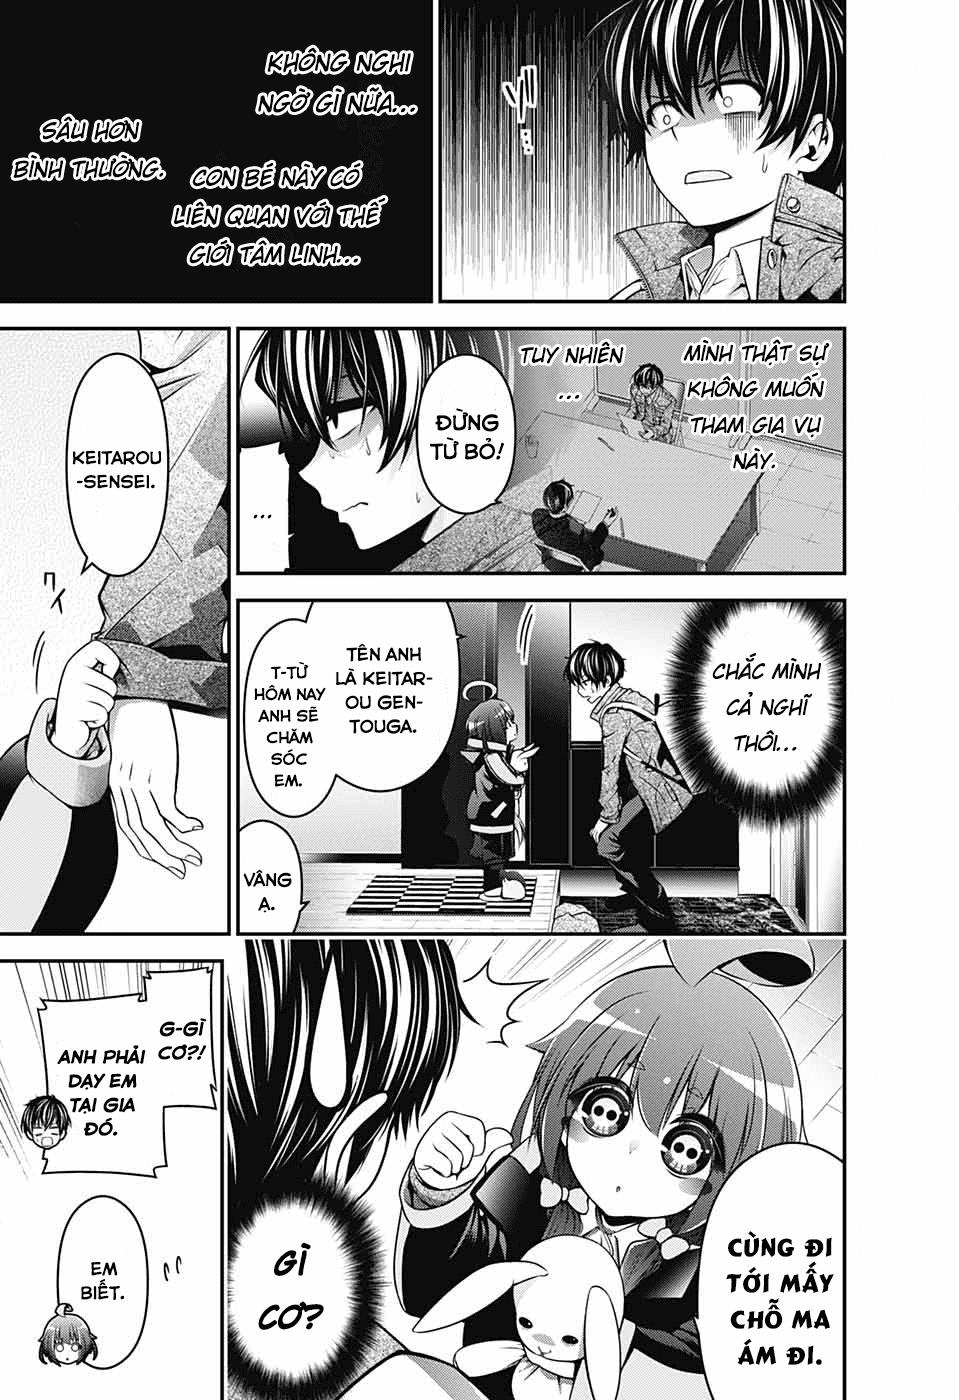 KHÔNG NGHI
NGỜ GÌ NỮA...
CON BÉ NÀY CÓ
LIÊN QUAN VỚI THẾ
GIỚI TÂM LINH...
SÂU HƠN
BÌNH THƯỜNG.
MÌNH THẬT SỰ
KHÔNG MUỐN
THAM GIA VỤ
NÀY.
TUY NHIÊN
...
ĐỪNG
TỪ BỎ!
...
CHẮC MÌNH
CẢ NGHĨ
THÔI...
TÊN ANH
LÀ KEITAR-
OU GEN-
TOUGA.
T-TỪ
HÔM NAY
ANH SẼ
CHĂM
SÓC
EM.
VÂNG
Ạ.
KEITAROU
-SENSEI.
クイ
CÙNG ĐI
TỚI MẤY
CHỖ MA
ÁM ĐI.
GÌ
CƠ?
G-GÌ
CƠ?!
ANH PHẢI
DẠY EM
TẠI GIA
ĐÓ.
EM
BIẾT.